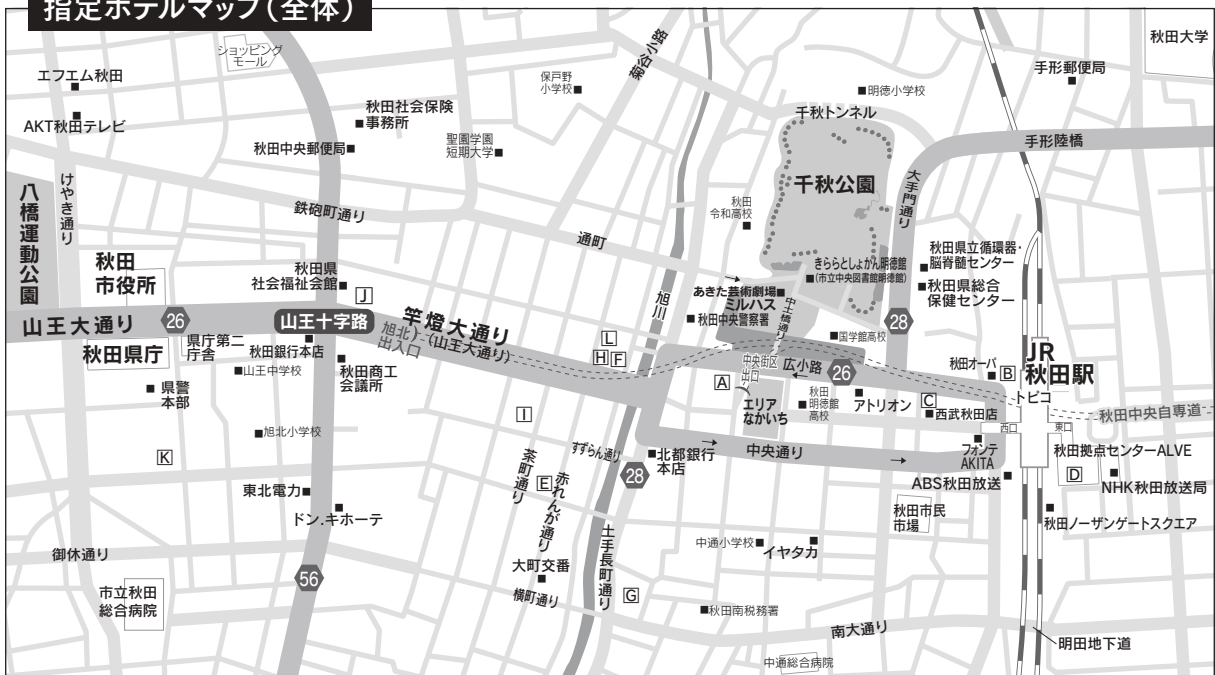 指定ホテルマップ（全体）
ショッピング
モール
エフエム秋田
AKT秋田テレビ
保戸野
小学校
菊谷小路
明徳小学校
手形郵便局
秋田大学
秋田社会保険
事務所
秋田中央郵便局
聖園学園
短期大学
千秋トンネル
手形陸橋
千秋公園
大手門通り
八橋運動公園
けやき通り
鉄砲町通り
通町
秋田
令和高校
秋田
市役所
秋田県
社会福祉会館
旭川
きららとしょかん明徳館
（市立中央図書館明徳館）
あきた芸術劇場
ミルハス
秋田中央警察署
中土橋通り
秋田県立循環器・
脳脊髄センター
秋田県総合
保健センター
国学館高校
28
山王大通り
26
山王十字路
J
竿燈大通り
（山王大通り）
旭北
出入口
L
H
F
中央街区
出口
広小路
26
秋田オーパ
B
JR
秋田駅
トピコ
秋田県庁
県庁第二
庁舎
秋田銀行本店
山王中学校
秋田商工
会議所
県警
本部
A
エリア
なかいち
秋田
明徳館
高校
アトリオン
C
西武秋田店
西口
東口
秋田中央自専道
I
旭北小学校
すずらん通り
北都銀行
本店
中央通り
フォンテ
AKITA
秋田拠点センターALVE
D
K
茶町通り
E
赤れんが通り
28
ABS秋田放送
NHK秋田放送局
東北電力
ドン.キホーテ
秋田市民
市場
秋田ノーザンゲートスクエア
御休通り
56
大町交番
土手長町通り
中通小学校
イヤタカ
市立秋田
総合病院
横町通り
G
秋田南税務署
南大通り
明田地下道
中通総合病院